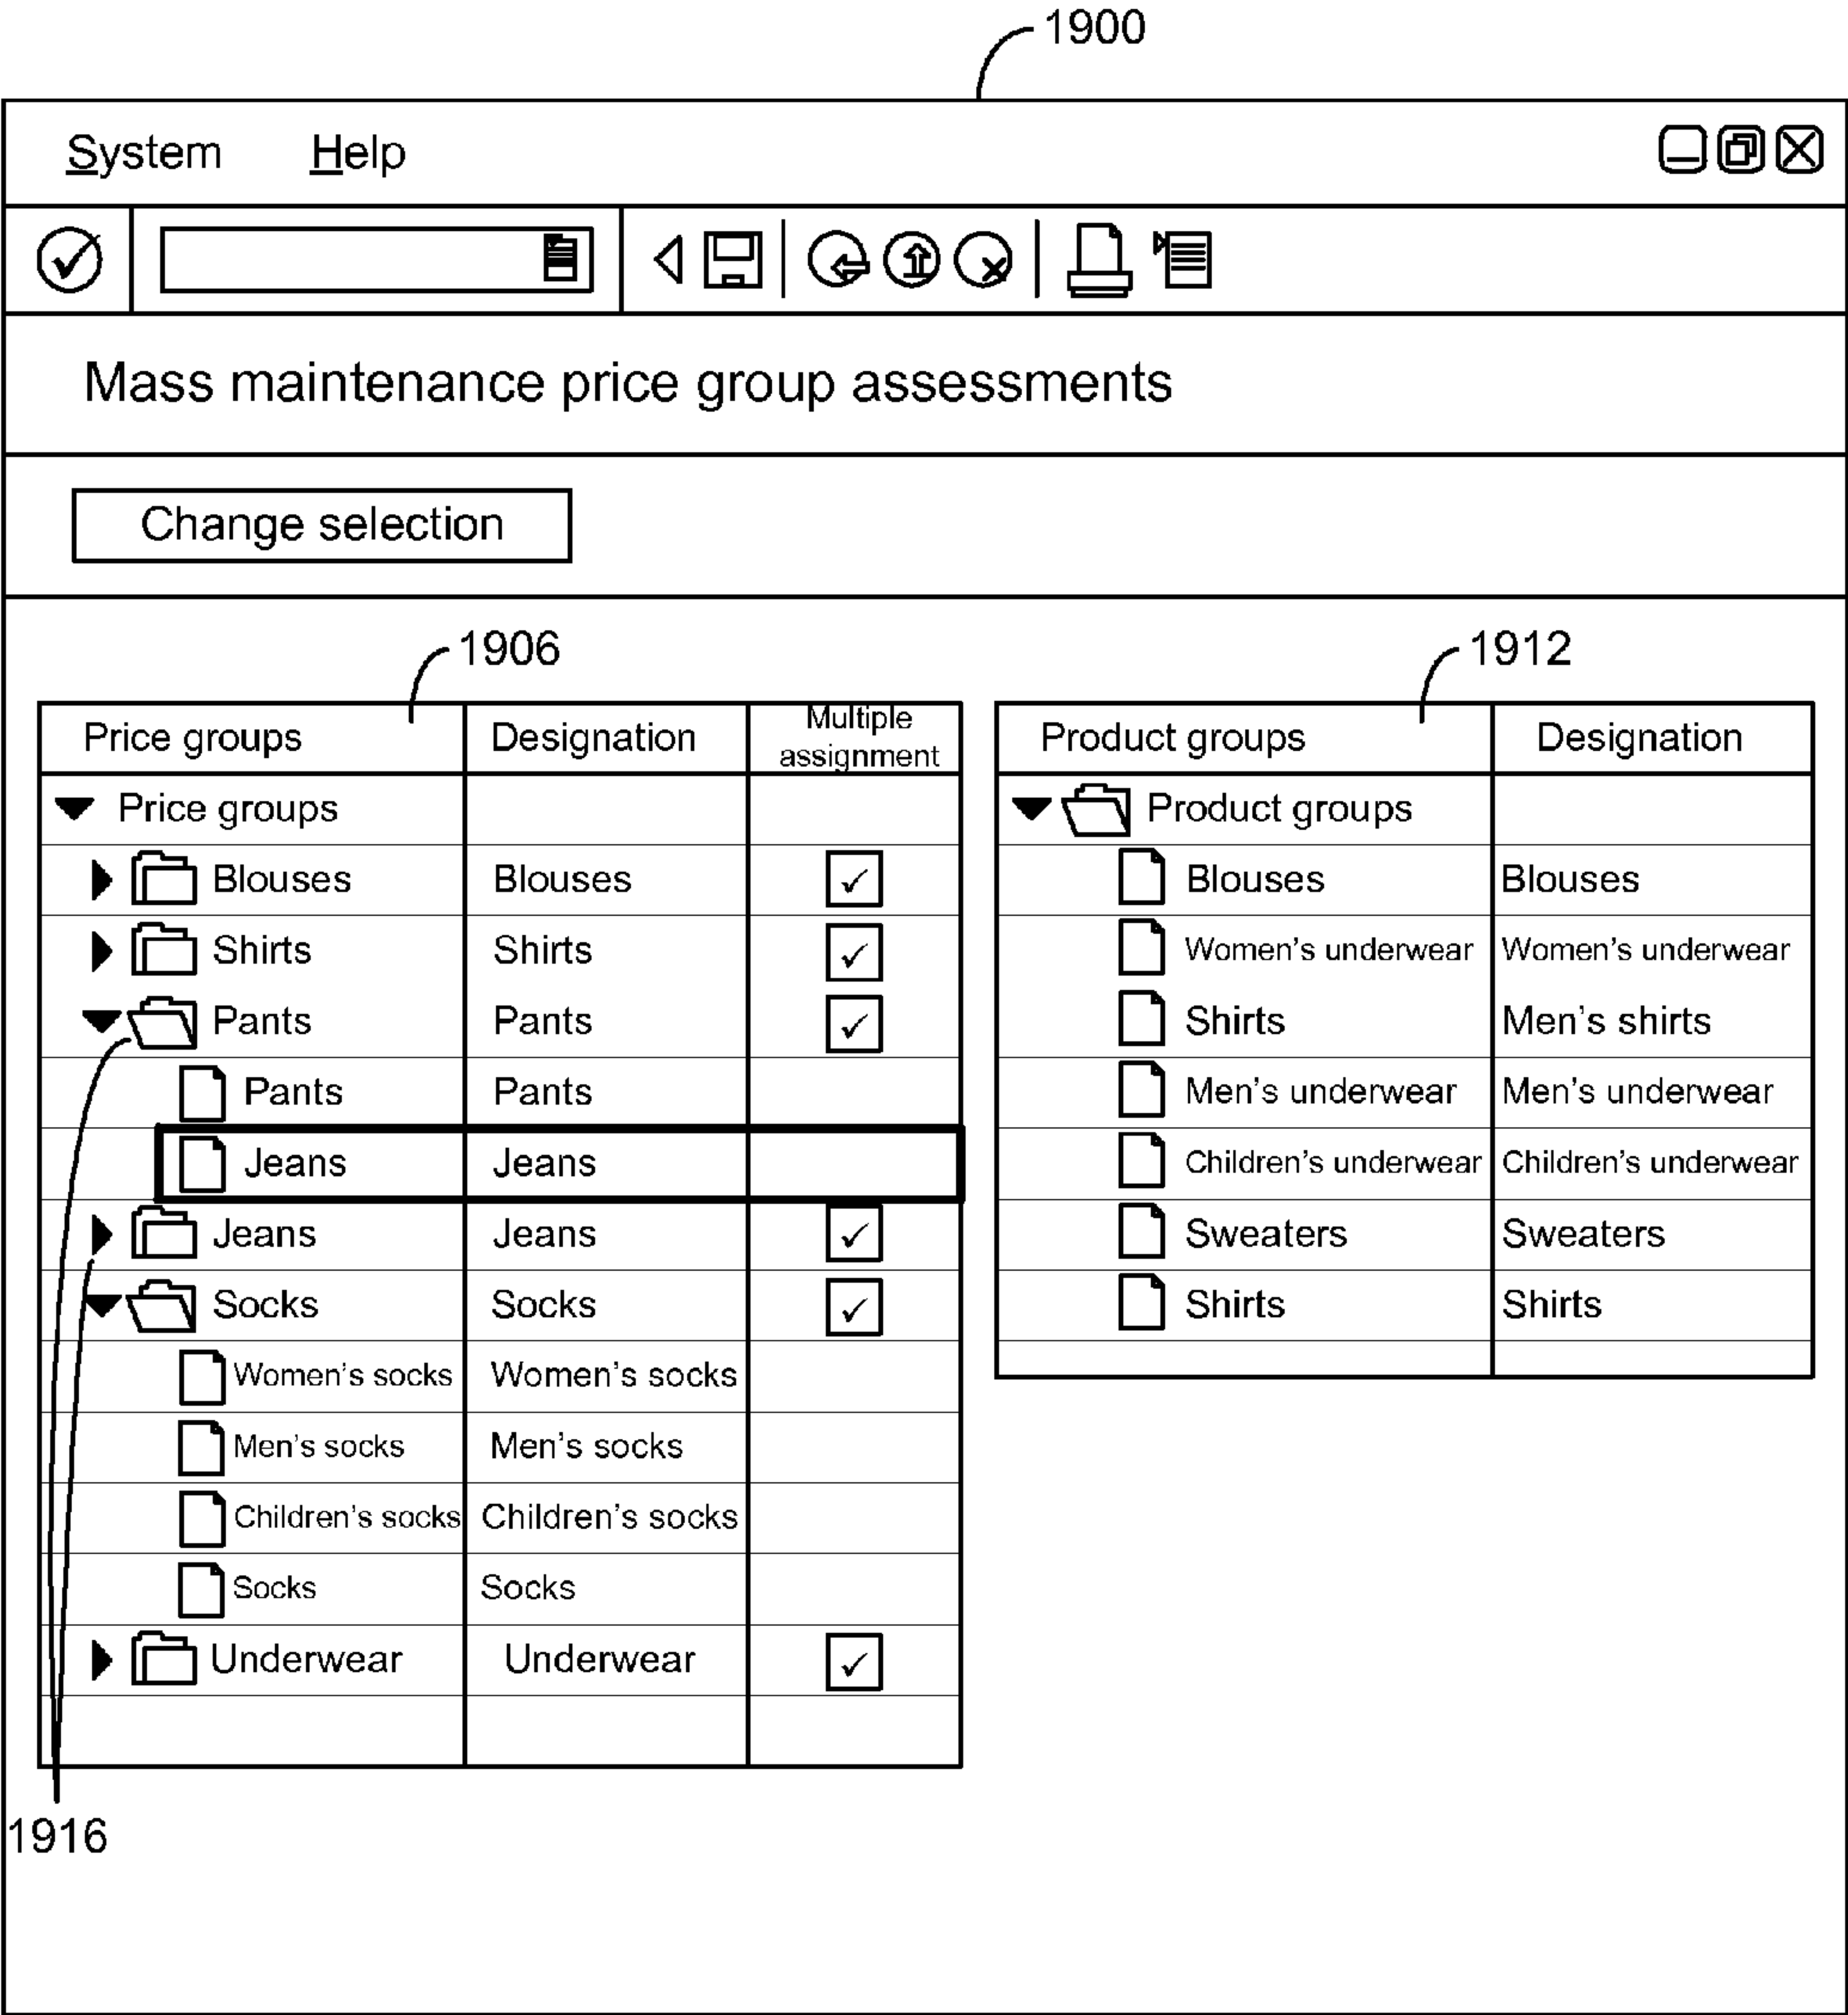 1900
System Help
Mass maintenance price group assessments
Change selection
1906 1912
Price groups Designation Multiple assignment Product groups Designation
Price groups Product groups
Blouses Blouses Blouses Blouses
Shirts Shirts Women's underwear Women's underwear
Pants Pants Shirts Men's shirts
Pants Pants Men's underwear Men's underwear
Jeans Jeans Children's underwear Children's underwear
Jeans Jeans Sweaters Sweaters
Socks Socks Shirts Shirts
Women's socks Women's socks
Men's socks Men's socks
Children's socks Children's socks
Socks Socks
Underwear Underwear
1916